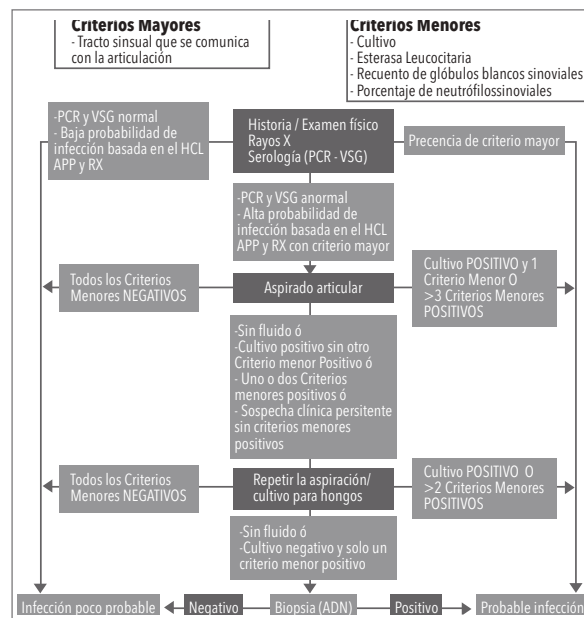 Criterios Mayores
- Tracto sinsual que se comunica
con la articulación
Criterios Menores
- Cultivo
- Esterasa Leucocitaria
- Recuento de glóbulos blancos sinoviales
- Porcentaje de neutrófilossinoviales
-PCR y VSG normal
- Baja probabilidad de
infección basada en el HCL
APP y RX
Historia / Examen físico
Rayos X
Serología (PCR - VSG)
Precencia de criterio mayor
-PCR y VSG anormal
- Alta probabilidad de
infección basada en el HCL
APP y RX con criterio mayor
Todos los Criterios
Menores NEGATIVOS
Aspirado articular
Cultivo POSITIVO y 1
Criterio Menor O
>3 Criterios Menores
POSITIVOS
-Sin fluido ó
-Cultivo positivo sin otro
Criterio menor Positivo ó
- Uno o dos Criterios
menores positivos ó
- Sospecha clínica persitente
sin criterios menores
positivos
Todos los Criterios
Menores NEGATIVOS
Repetir la aspiración/
cultivo para hongos
Cultivo POSITIVO O
>2 Criterios Menores
POSITIVOS
-Sin fluido ó
-Cultivo negativo y solo un
criterio menor positivo
Infección poco probable
Negativo
Biopsia (ADN)
Positivo
Probable infección